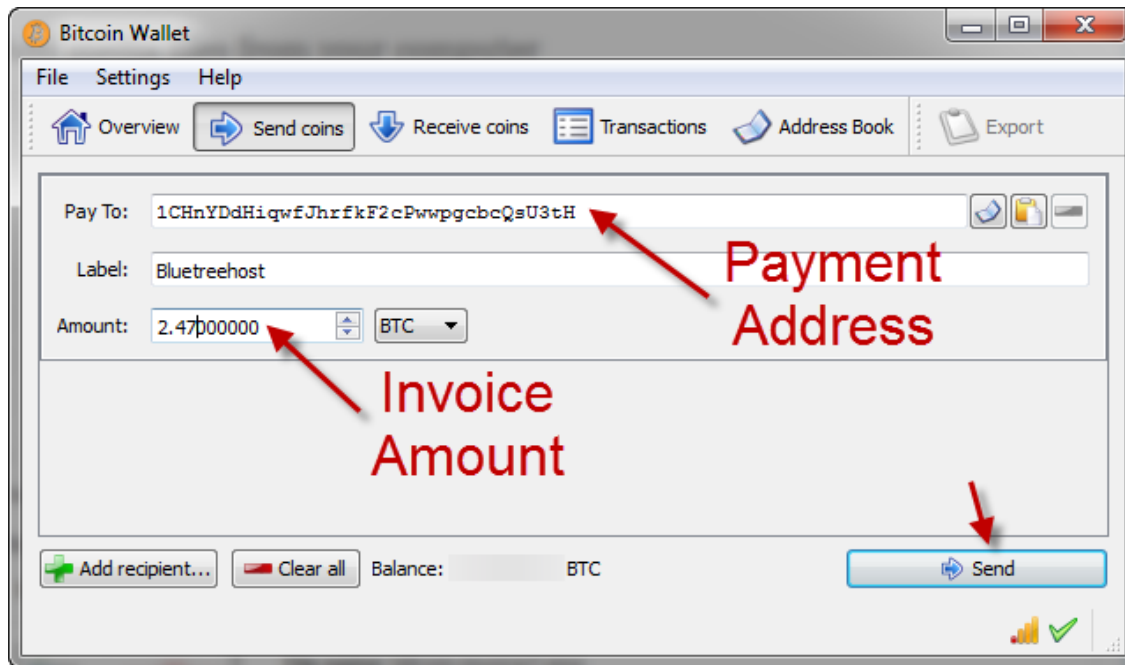 Bitcoin Wallet
File Settings Help
Overview Send coins Receive coins Transactions Address Book Export
Pay To: 1CHnYDdHiqwfJhrfkF2cPwwpgcbcQsU3tH
Payment
Address
Label: Bluetreehost
Amount: 2.47000000 BTC
Invoice
Amount
Add recipient... Clear all Balance: BTC Send